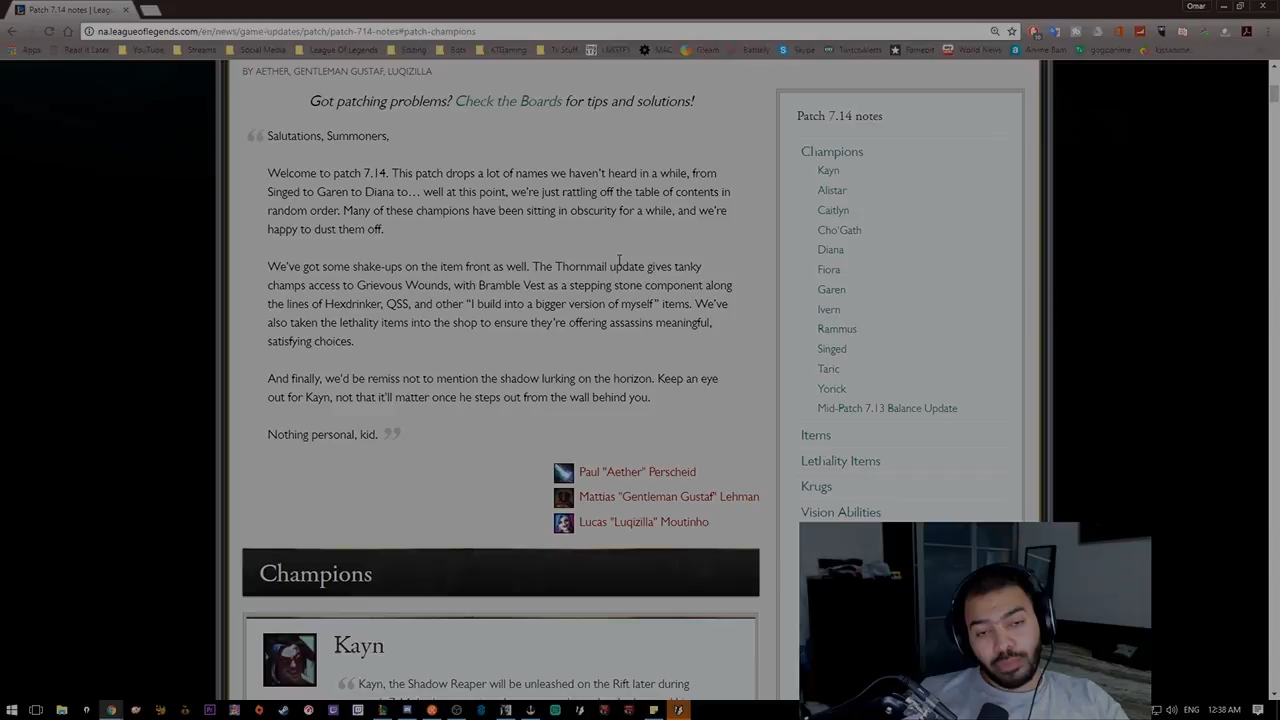 Patch 7.14 notes | Leag
Omar
na.leagueoflegends.com/en/news/game-updates/patch/patch-714-notes#patch-champions
Apps
Read it Later
YouTube
Streams
Social Media
League Of Legends
Editing
Bots
KTGaming
Tv Stuff
MAC
Gleam
Battlefy
Skype
Famebit
World News
Anime Bam
gogoanime
kissanime
BY AETHER, GENTLEMAN GUSTAF, LUQIZILLA
Got patching problems? Check the Boards for tips and solutions!
Salutations, Summoners,
Welcome to patch 7.14. This patch drops a lot of names we haven't heard in a while, from
Singed to Garen to Diana to… well at this point, we're just rattling off the table of contents in
random order. Many of these champions have been sitting in obscurity for a while, and we're
happy to dust them off.
We've got some shake-ups on the item front as well. The Thornmail update gives tanky
champs access to Grievous Wounds, with Bramble Vest as a stepping stone component along
the lines of Hexdrinker, QSS, and other “I build into a bigger version of myself” items. We've
also taken the lethality items into the shop to ensure they're offering assassins meaningful,
satisfying choices.
And finally, we'd be remiss not to mention the shadow lurking on the horizon. Keep an eye
out for Kayn, not that it'll matter once he steps out from the wall behind you.
Nothing personal, kid.
Paul "Aether" Perscheid
Mattias "Gentleman Gustaf" Lehman
Lucas "Luqizilla" Moutinho
Champions
Kayn
Kayn, the Shadow Reaper will be unleashed on the Rift later during
Patch 7.14 notes
Champions
Kayn
Alistar
Caitlyn
Cho'Gath
Diana
Fiora
Garen
Ivern
Rammus
Singed
Taric
Yorick
Mid-Patch 7.13 Balance Update
Items
Lethality Items
Krugs
Vision Abilities
ENG
12:38 AM